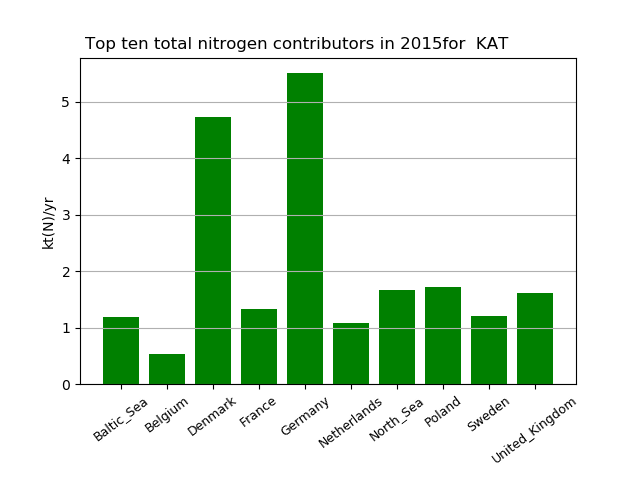 Top ten total nitrogen contributors in 2015for  KAT
kt(N)/yr
5
4
3
2
1
0
Baltic_Sea
Belgium
Denmark
France
Germany
Netherlands
North_Sea
Poland
Sweden
United_Kingdom